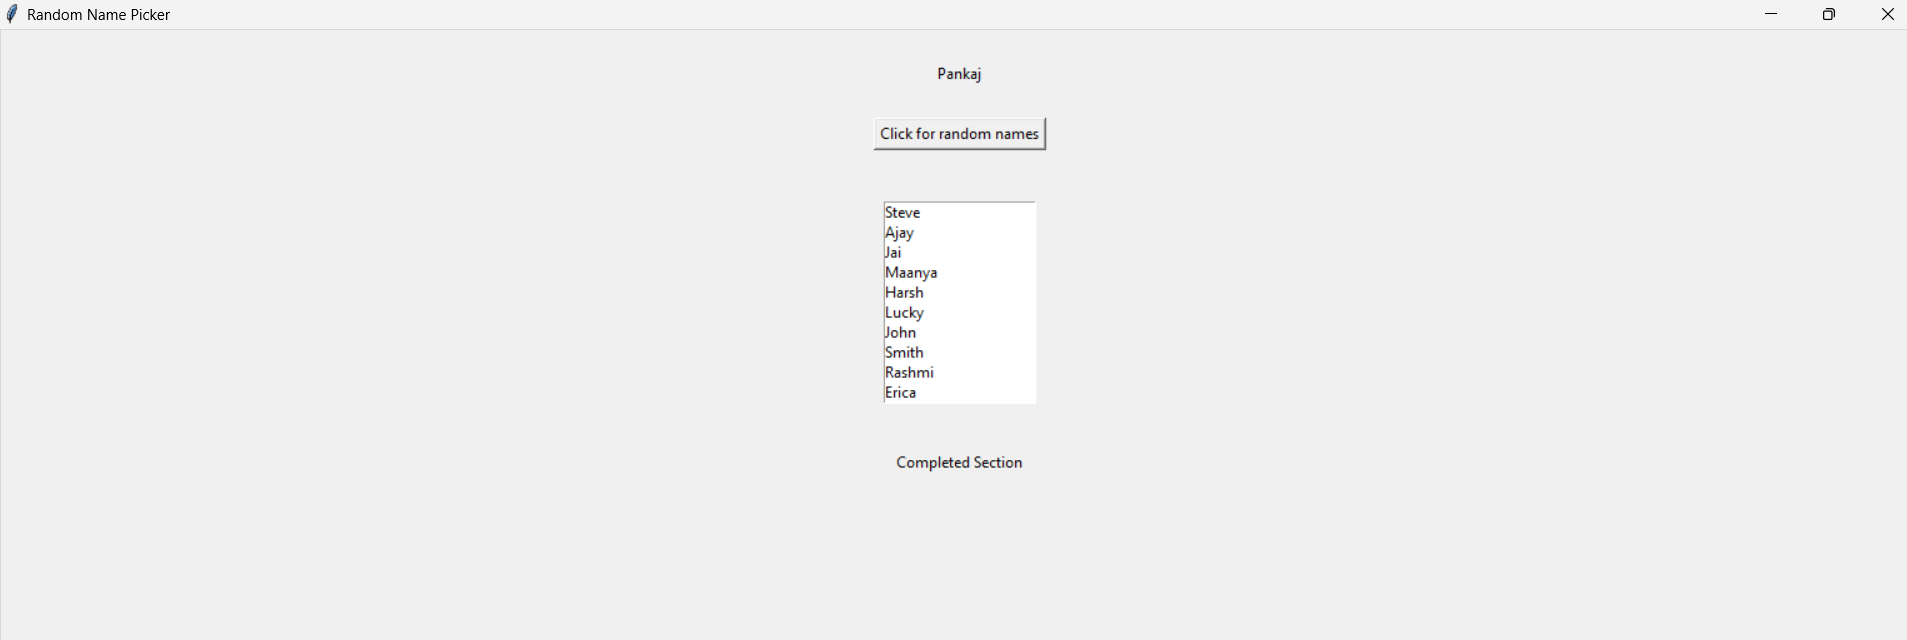 Random Name Picker
Pankaj
Click for random names
Steve
Ajay
Jai
Maanya
Harsh
Lucky
John
Smith
Rashmi
Erica
Completed Section